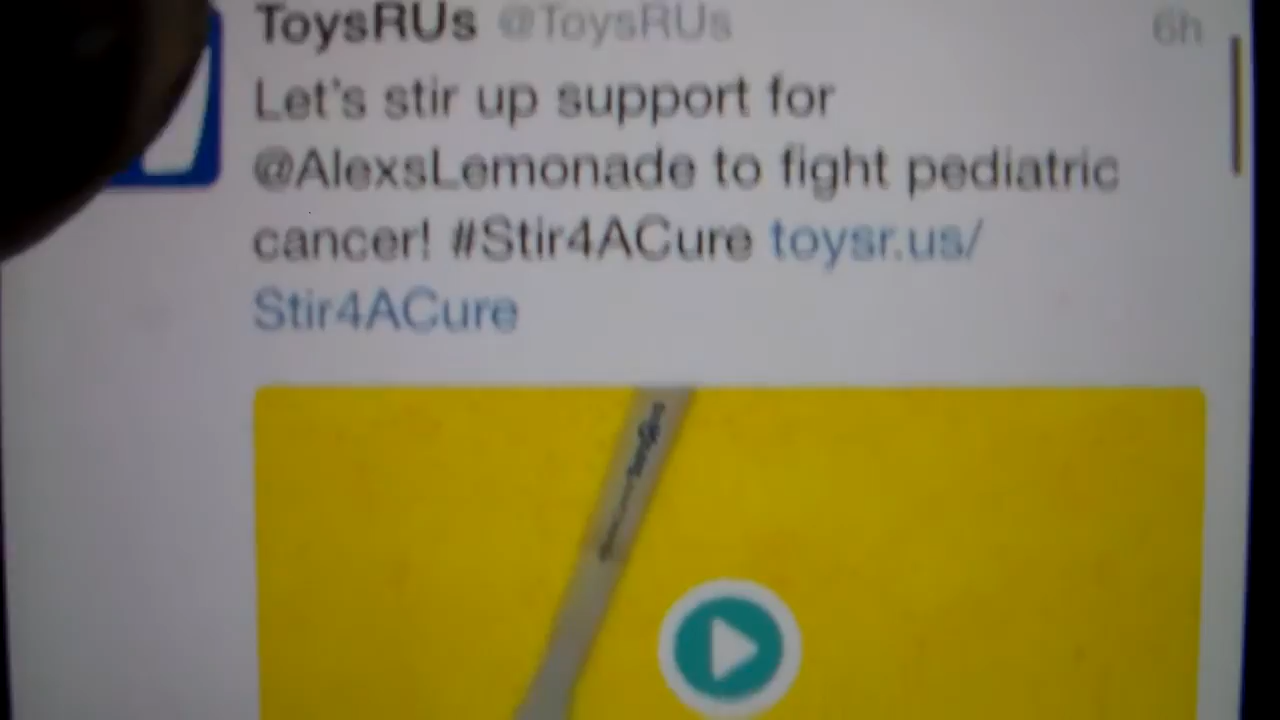 ToysRUs @ToysRUs 6h
Let's stir up support for
@AlexsLemonade to fight pediatric
cancer! #Stir4ACure toysr.us/
Stir4ACure